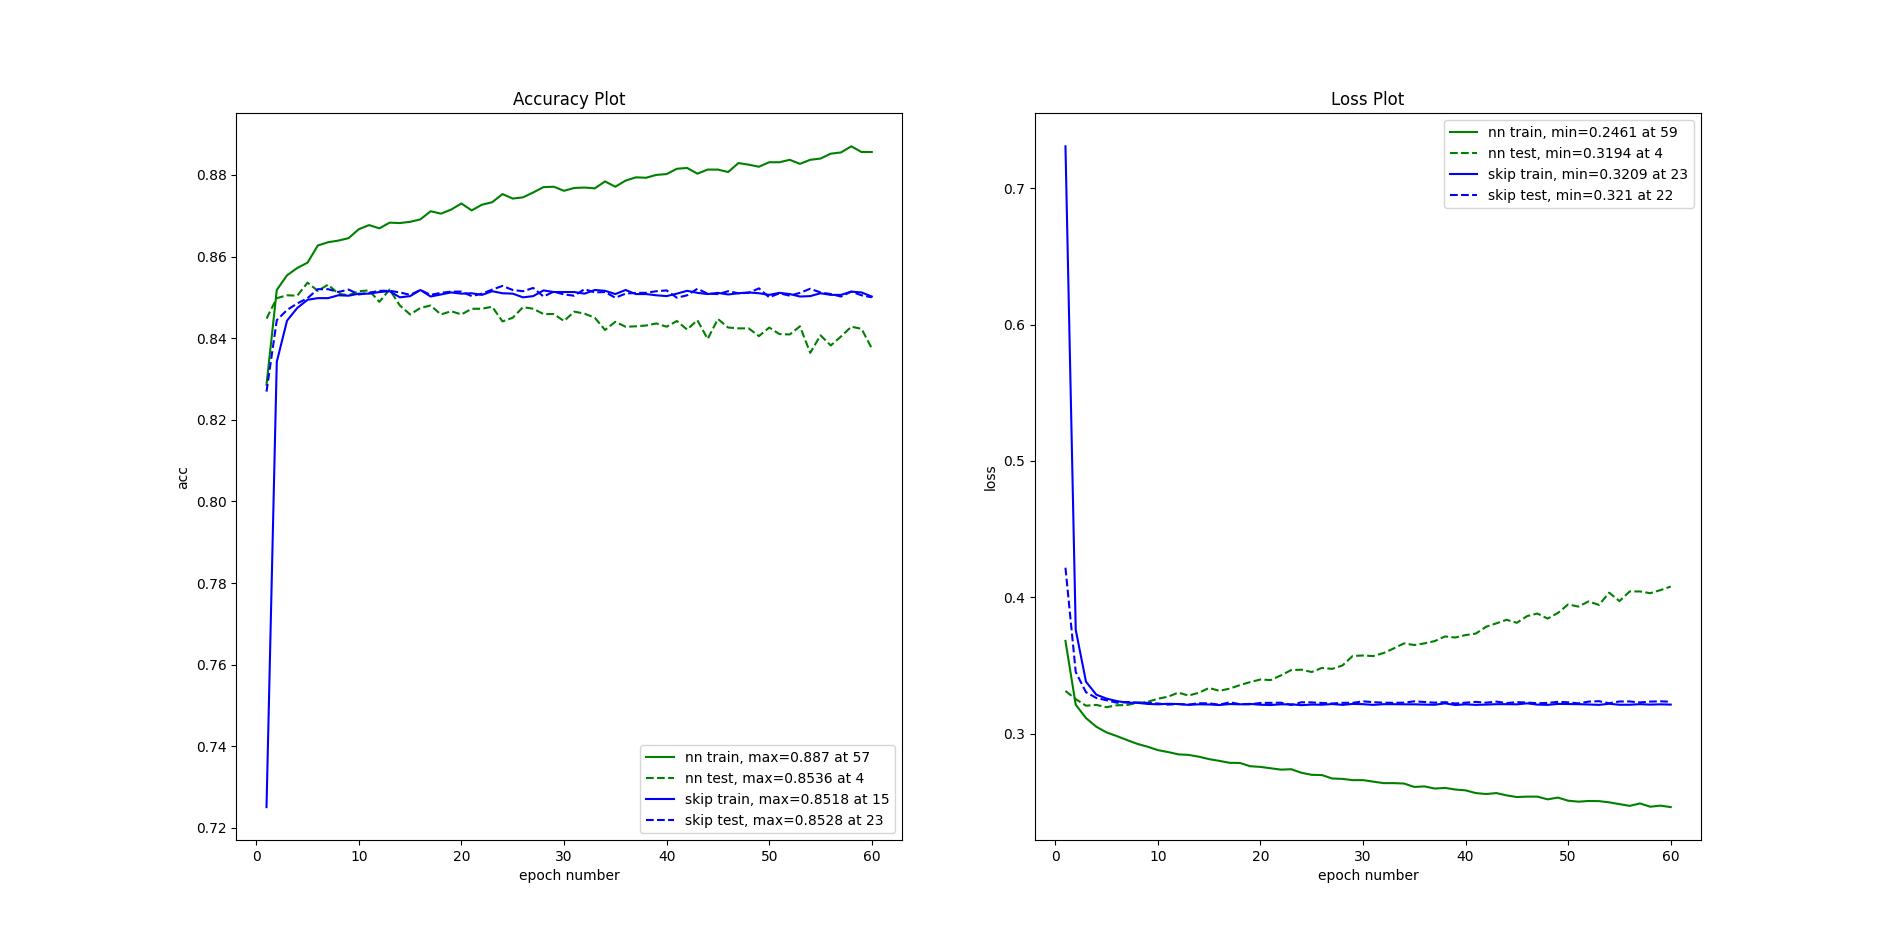 Accuracy Plot
acc
0.88
0.86
0.84
0.82
0.80
0.78
0.76
0.74
0.72
nn train, max=0.887 at 57
nn test, max=0.8536 at 4
skip train, max=0.8518 at 15
skip test, max=0.8528 at 23
0 10 20 30 40 50 60
epoch number
Loss Plot
nn train, min=0.2461 at 59
nn test, min=0.3194 at 4
skip train, min=0.3209 at 23
skip test, min=0.321 at 22
loss
0.7
0.6
0.5
0.4
0.3
0 10 20 30 40 50 60
epoch number